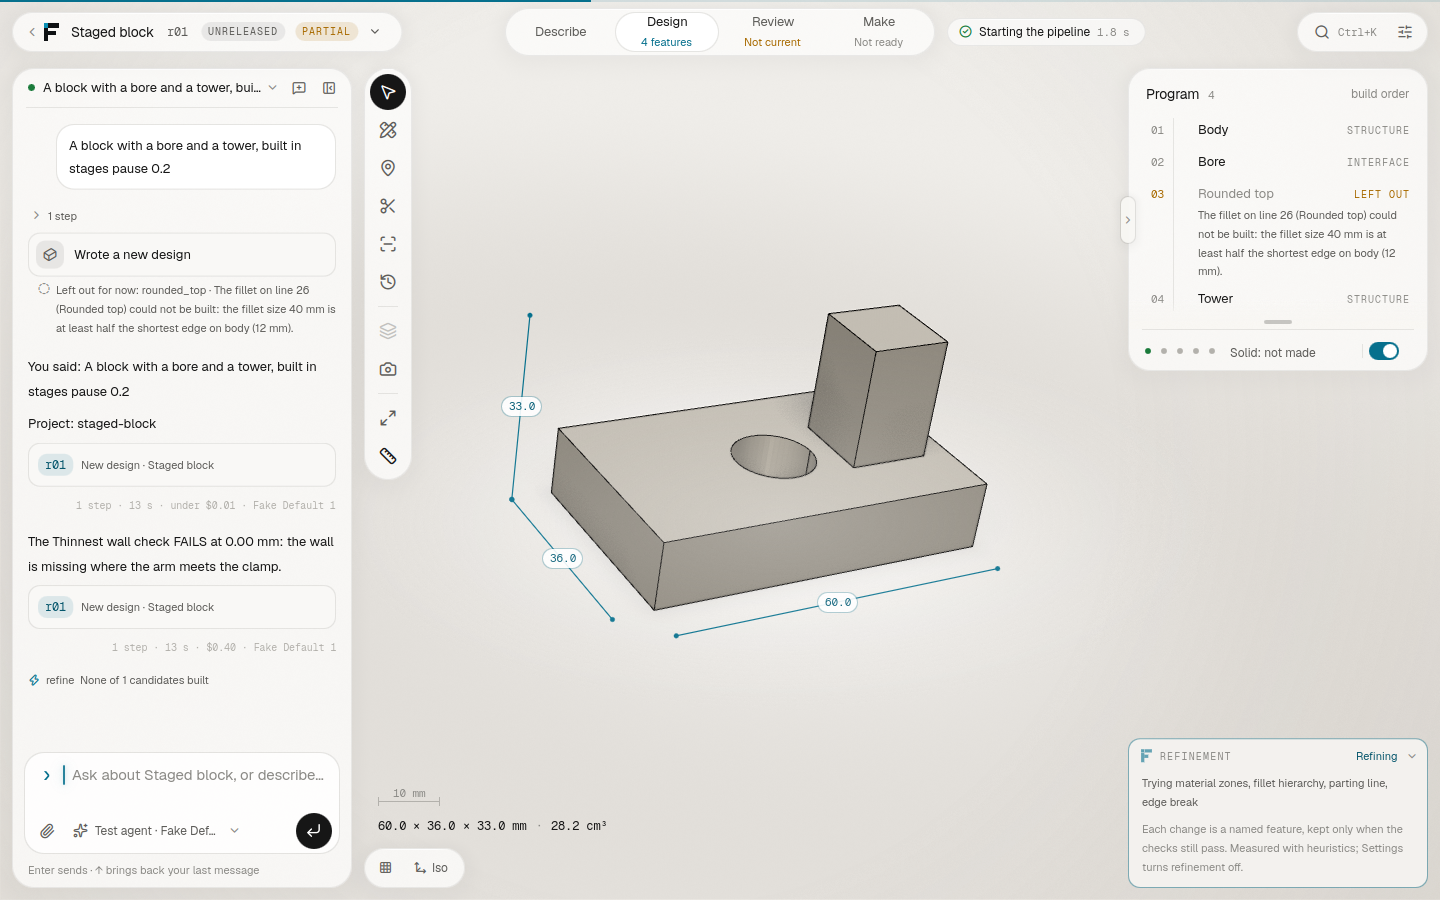 Staged block r01 UNRELEASED PARTIAL
Describe
Design
4 features
Review
Not current
Make
Not ready
Starting the pipeline 1.8 s
Ctrl+K
A block with a bore and a tower, bui...
A block with a bore and a tower, built in
stages pause 0.2
1 step
Wrote a new design
Left out for now: rounded_top · The fillet on line 26
(Rounded top) could not be built: the fillet size 40 mm is
at least half the shortest edge on body (12 mm).
You said: A block with a bore and a tower, built in
stages pause 0.2
Project: staged-block
r01 New design · Staged block
1 step · 13 s · under $0.01 · Fake Default 1
The Thinnest wall check FAILS at 0.00 mm: the wall
is missing where the arm meets the clamp.
r01 New design · Staged block
1 step · 13 s · $0.40 · Fake Default 1
refine None of 1 candidates built
Ask about Staged block, or describe...
Test agent · Fake Def...
Enter sends · ↑ brings back your last message
33.0
36.0
60.0
10 mm
60.0 × 36.0 × 33.0 mm · 28.2 cm³
Iso
Program 4 build order
01 Body STRUCTURE
02 Bore INTERFACE
03 Rounded top LEFT OUT
The fillet on line 26 (Rounded top) could
not be built: the fillet size 40 mm is at
least half the shortest edge on body (12
mm).
04 Tower STRUCTURE
Solid: not made
REFINEMENT Refining
Trying material zones, fillet hierarchy, parting line,
edge break
Each change is a named feature, kept only when the
checks still pass. Measured with heuristics; Settings
turns refinement off.